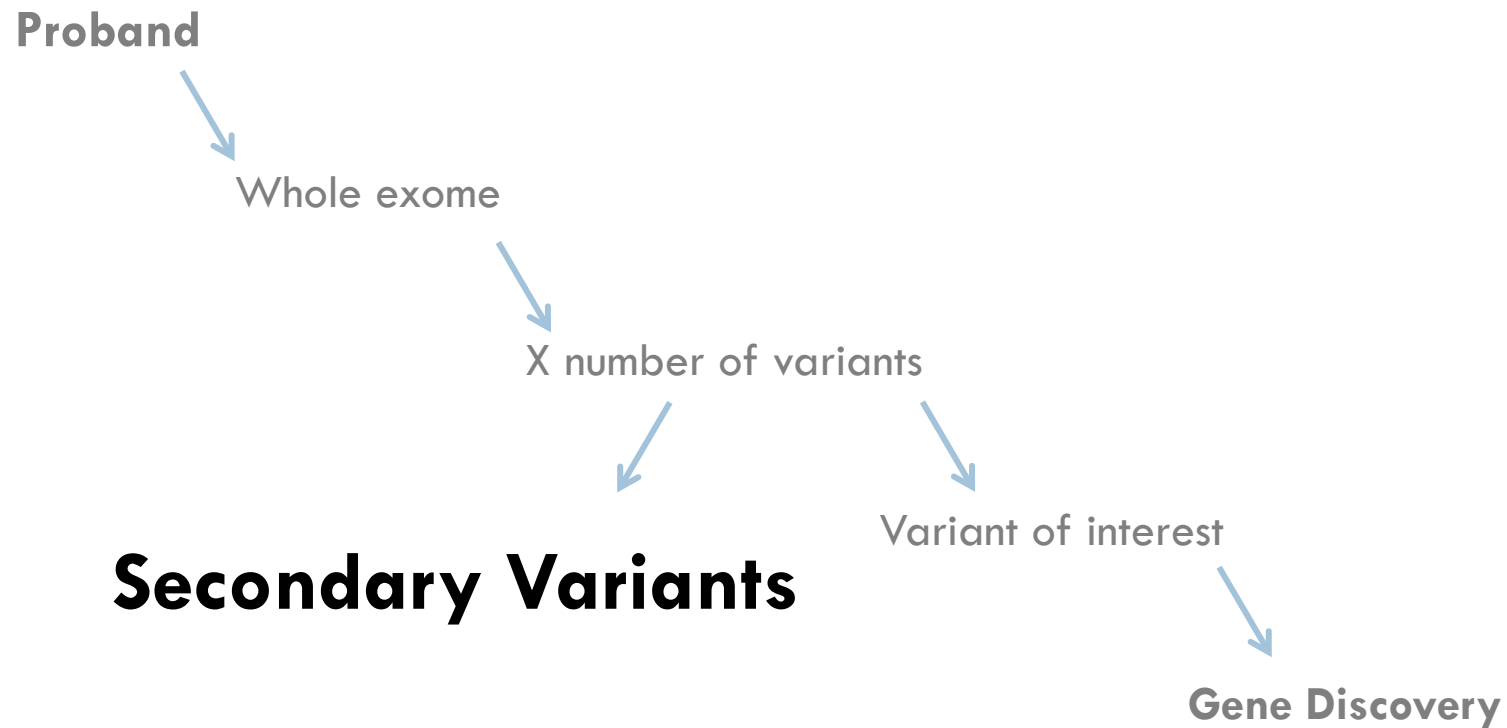 Proband
Whole exome
X number of variants
Variant of interest
Secondary Variants
Gene Discovery